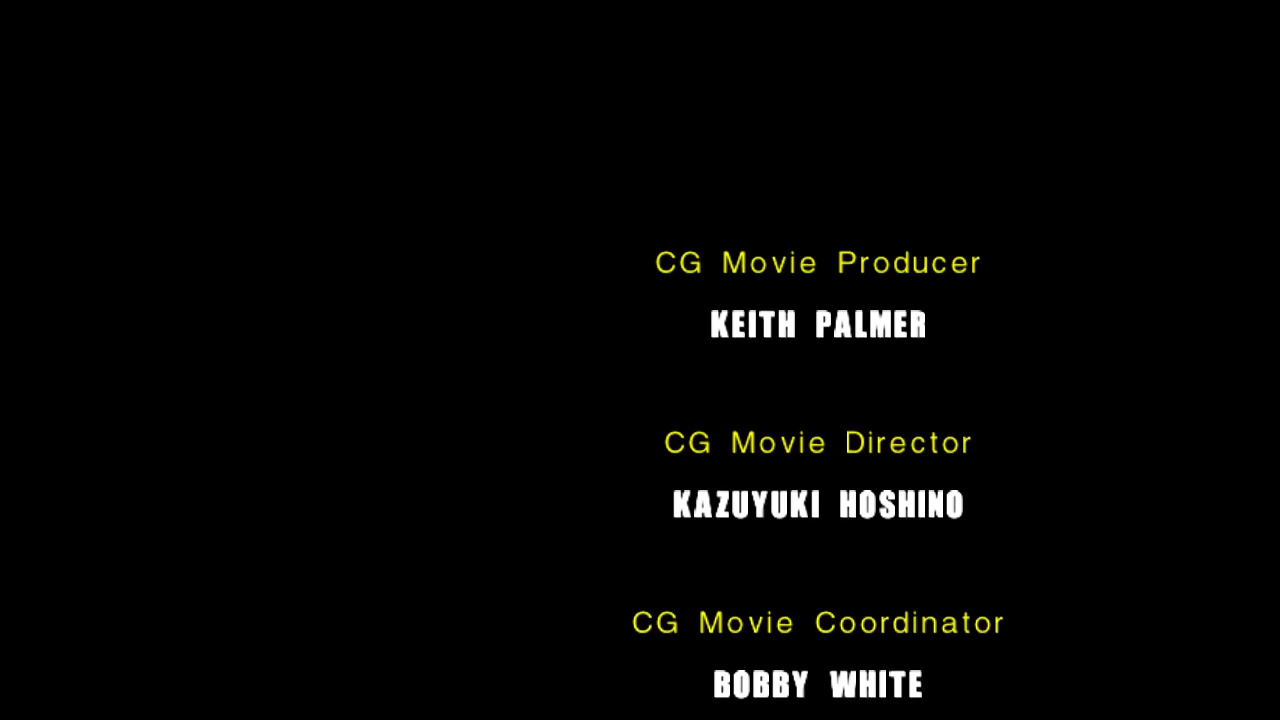 CG Movie Producer
KEITH PALMER
CG Movie Director
KAZUYUKI HOSHINO
CG Movie Coordinator
BOBBY WHITE